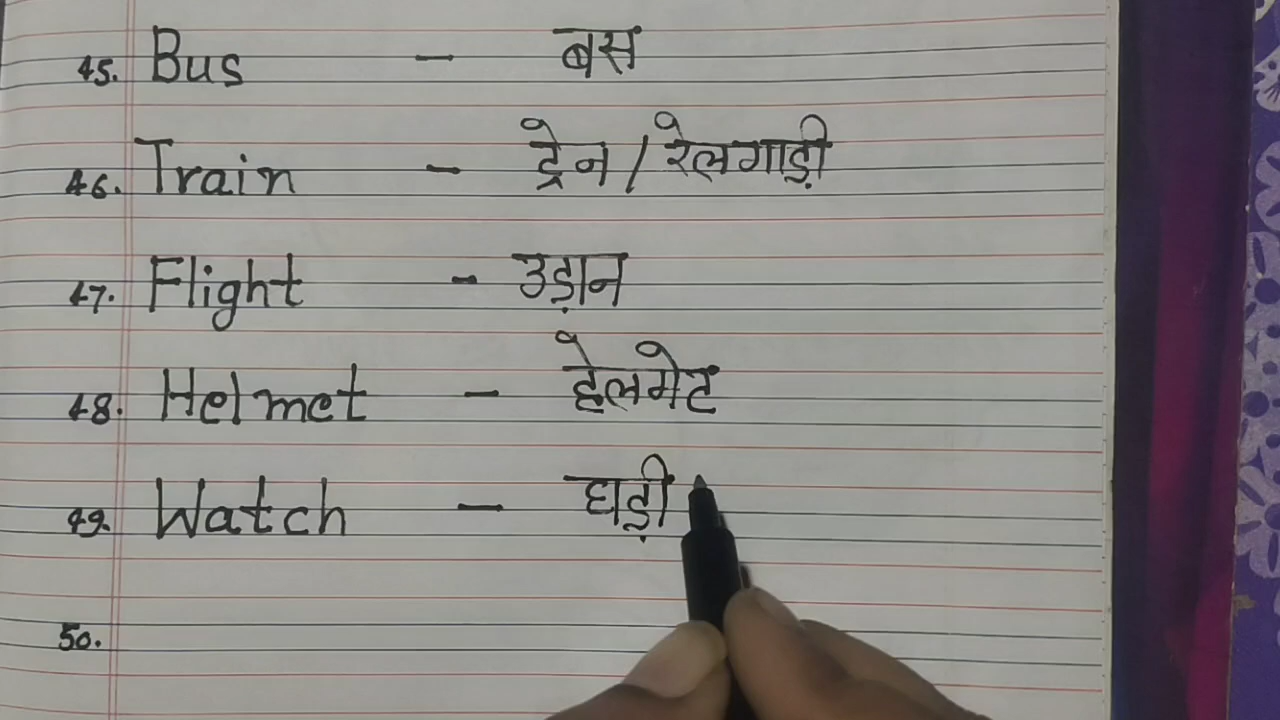 45. Bus - बस
46. Train - ट्रेन / रेलगाड़ी
47. Flight - उड़ान
48. Helmet - हेलमेट
49. Watch - घड़ी
50.